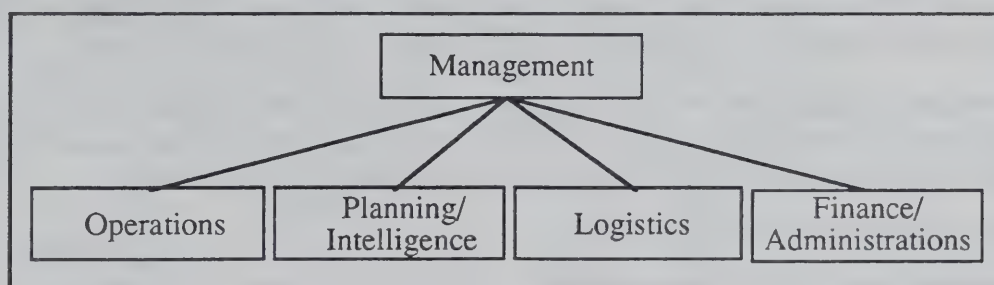 Management
Operations
Planning/
Intelligence
Logistics
Finance/
Administrations